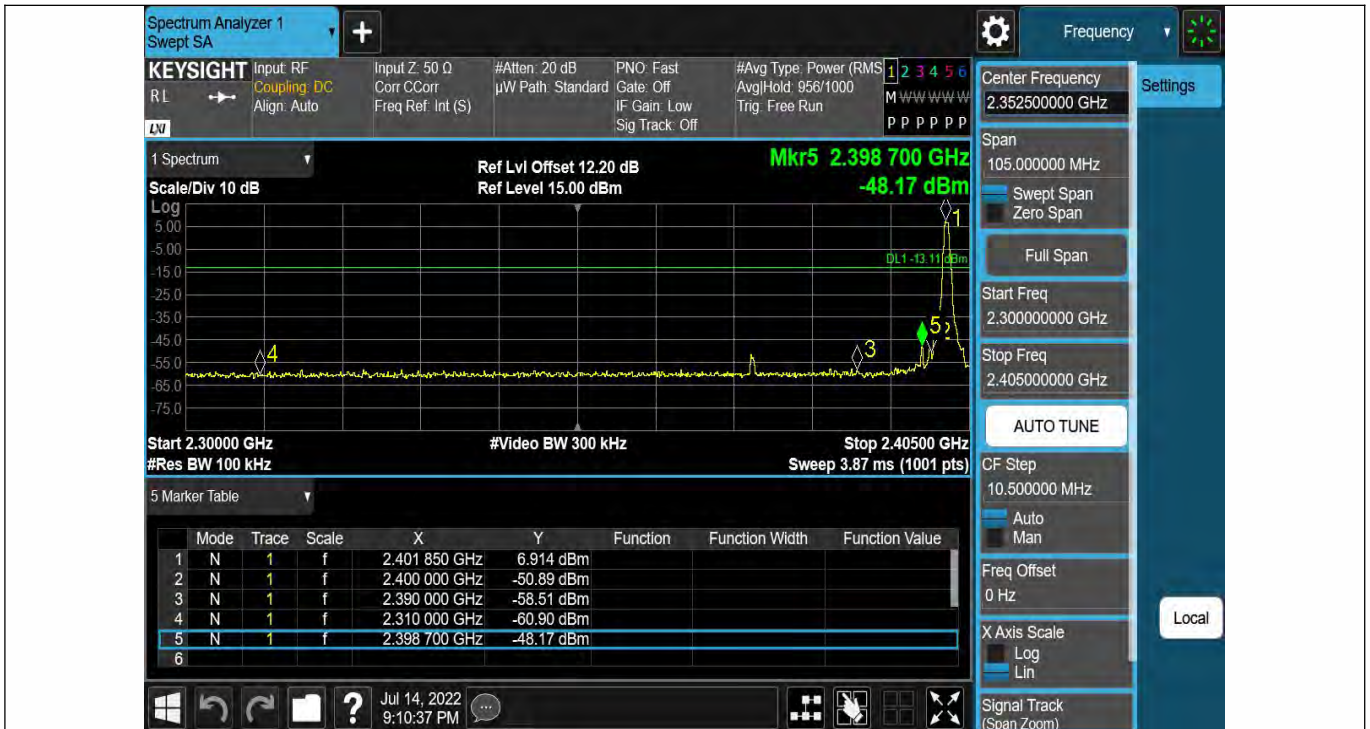 Spectrum Analyzer 1
Swept SA
+
Frequency
KEYSIGHT
RL
LXI
Input: RF
Coupling: DC
Align: Auto
Input Z: 50 Ω
Corr CCorr
Freq Ref: Int (S)
#Atten: 20 dB
µW Path: Standard
PNO: Fast
Gate: Off
IF Gain: Low
Sig Track: Off
#Avg Type: Power (RMS
Avg|Hold: 956/1000
Trig: Free Run
1 2 3 4 5 6
M W W W W W
P P P P P P
1 Spectrum
Scale/Div 10 dB
Ref Lvl Offset 12.20 dB
Ref Level 15.00 dBm
Mkr5 2.398 700 GHz
-48.17 dBm
Log
5.00
-5.00
-15.0
-25.0
-35.0
-45.0
-55.0
-65.0
-75.0
DL1 -13.11 dBm
1
5
3
4
Start 2.30000 GHz
#Res BW 100 kHz
#Video BW 300 kHz
Stop 2.40500 GHz
Sweep 3.87 ms (1001 pts)
5 Marker Table
Mode Trace Scale X Y Function Function Width Function Value
1 N 1 f 2.401 850 GHz 6.914 dBm
2 N 1 f 2.400 000 GHz -50.89 dBm
3 N 1 f 2.390 000 GHz -58.51 dBm
4 N 1 f 2.310 000 GHz -60.90 dBm
5 N 1 f 2.398 700 GHz -48.17 dBm
6
?
Jul 14, 2022
9:10:37 PM
Center Frequency
2.352500000 GHz
Span
105.000000 MHz
Swept Span
Zero Span
Full Span
Start Freq
2.300000000 GHz
Stop Freq
2.405000000 GHz
AUTO TUNE
CF Step
10.500000 MHz
Auto
Man
Freq Offset
0 Hz
X Axis Scale
Log
Lin
Signal Track
(Span Zoom)
Settings
Local